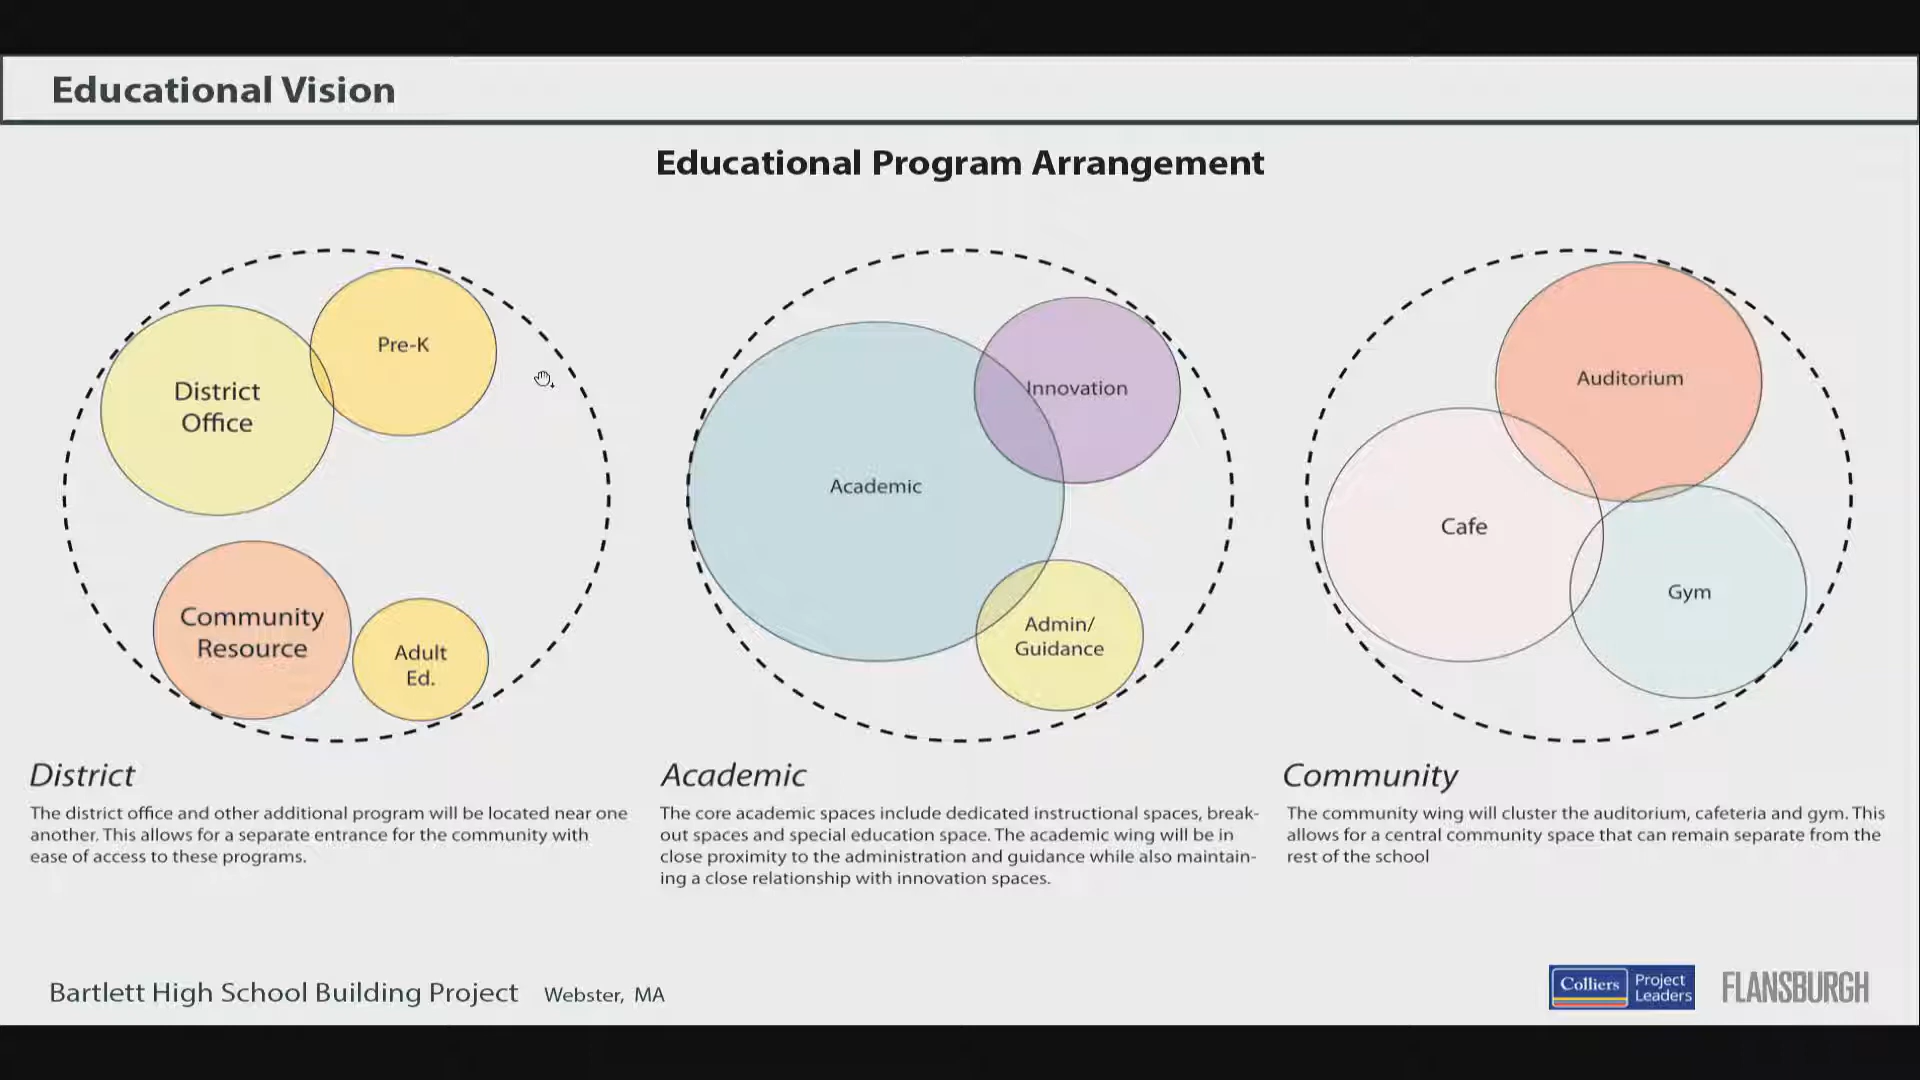 Educational Vision
Educational Program Arrangement
District
Office
Pre-K
Community
Resource
Adult
Ed.
Academic
Innovation
Admin/
Guidance
Auditorium
Cafe
Gym
District
The district office and other additional program will be located near one
another. This allows for a separate entrance for the community with
ease of access to these programs.
Academic
The core academic spaces include dedicated instructional spaces, break-
out spaces and special education space. The academic wing will be in
close proximity to the administration and guidance while also maintain-
ing a close relationship with innovation spaces.
Community
The community wing will cluster the auditorium, cafeteria and gym. This
allows for a central community space that can remain separate from the
rest of the school
Bartlett High School Building Project Webster, MA
Colliers
Project
Leaders
FLANSBURGH